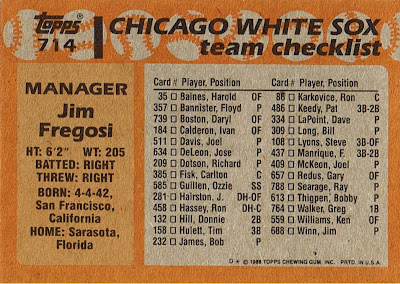 topps
714
CHICAGO WHITE SOX
team checklist
MANAGER
Jim
Fregosi
HT: 6'2" WT: 205
BATTED: RIGHT
THREW: RIGHT
BORN: 4-4-42,
San Francisco,
California
HOME: Sarasota,
Florida
Card # Player, Position
35 Baines, Harold OF
357 Bannister, Floyd P
739 Boston, Daryl OF
184 Calderon, Ivan OF
511 Davis, Joel P
634 DeLeon, Jose P
209 Dotson, Richard P
385 Fisk, Carlton C
585 Guillen, Ozzie SS
281 Hairston, J. DH-OF
458 Hassey, Ron DH-C
132 Hill, Donnie 2B
158 Hulett, Tim 3B
232 James, Bob P
Card # Player, Position
86 Karkovice, Ron C
486 Keedy, Pat 3B-2B
334 LaPoint, Dave P
309 Long, Bill P
108 Lyons, Steve 3B-OF
437 Manrique, F. 2B-3B
409 McKeon, Joel P
657 Redus, Gary OF
788 Searage, Ray P
613 Thigpen, Bobby P
764 Walker, Greg 1B
559 Williams, Ken OF
688 Winn, Jim P
D * © 1988 TOPPS CHEWING GUM, INC. PRTD. IN U.S.A.